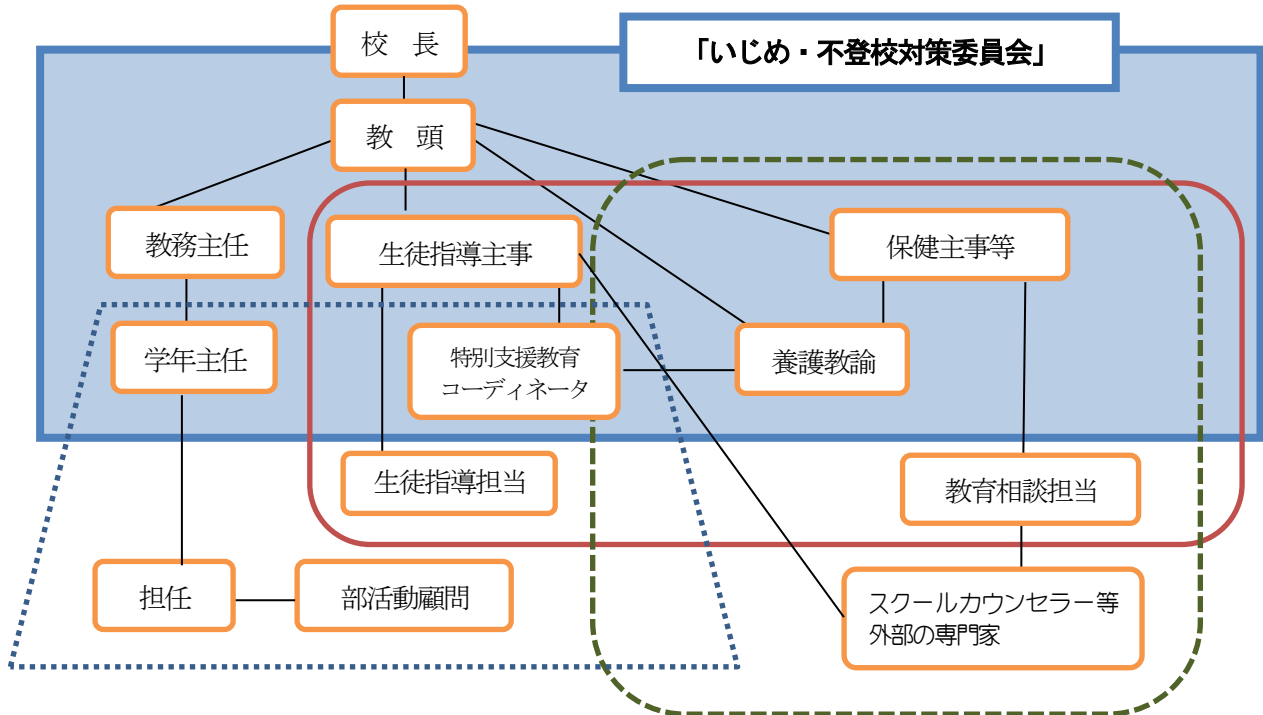 校 長
「いじめ・不登校対策委員会」
教 頭
教務主任
生徒指導主事
保健主事等
学年主任
特別支援教育
コーディネータ
養護教諭
生徒指導担当
教育相談担当
担任
部活動顧問
スクールカウンセラー等
外部の専門家